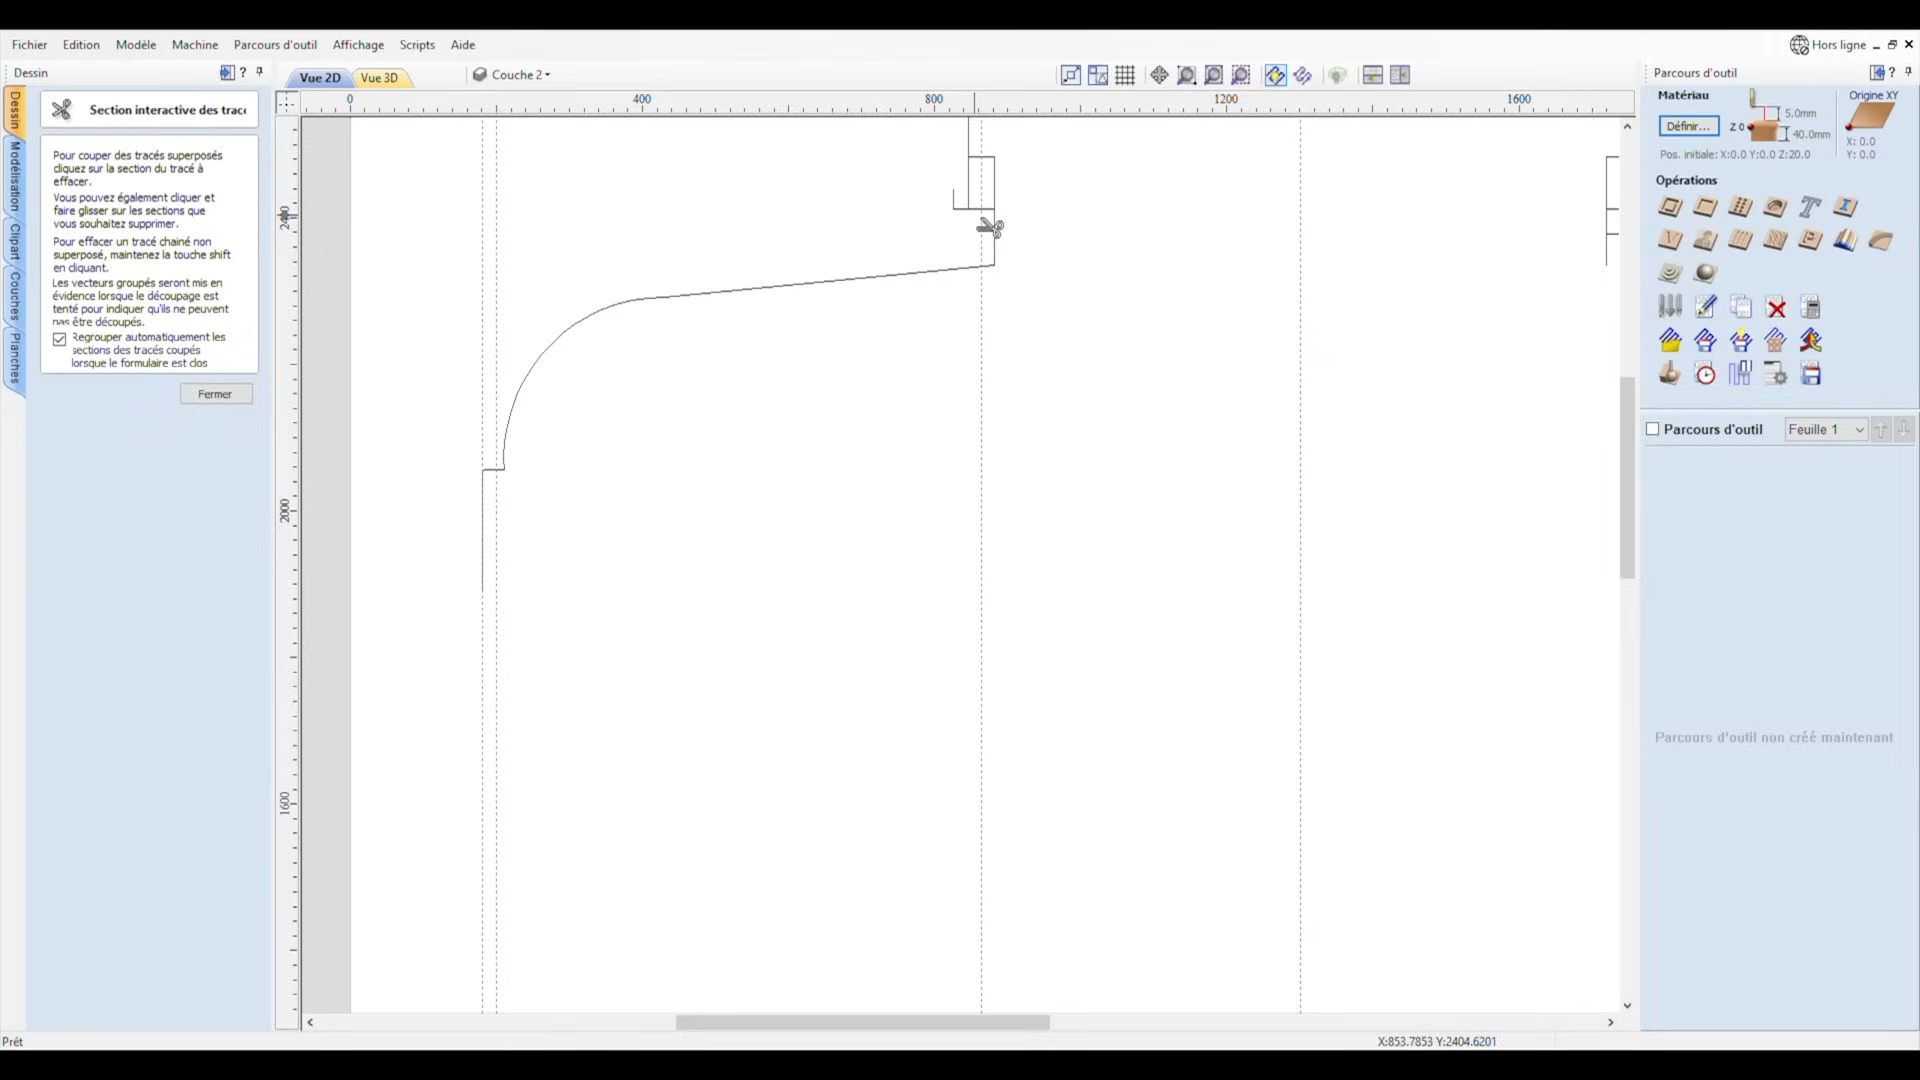 Fichier Edition Modèle Machine Parcours d'outil Affichage Scripts Aide
Hors ligne
Dessin
Vue 2D Vue 3D
Couche 2
Parcours d'outil
Section interactive des trac
Pour couper des tracés superposés
cliquez sur la section du tracé à
effacer.
Vous pouvez également cliquer et
faire glisser sur les sections que
vous souhaitez supprimer.
Pour effacer un tracé chainé non
superposé, maintenez la touche shift
en cliquant.
Les vecteurs groupés seront mis en
évidence lorsque le découpage est
tenté pour indiquer qu'ils ne peuvent
pas être découpés.
Regrouper automatiquement les
sections des tracés coupés
lorsque le formulaire est clos
Fermer
Dessin
Modélisation
Clipart
Couches
Planches
0 400 800 1200 1600
2400
2000
1600
Matériau
Origine XY
Définir...
Z 0
5.0mm
40.0mm
X: 0.0
Y: 0.0
Pos. initiale: X:0.0 Y:0.0 Z:20.0
Opérations
Parcours d'outil Feuille 1
Parcours d'outil non créé maintenant
Prêt
X:853.7853 Y:2404.6201